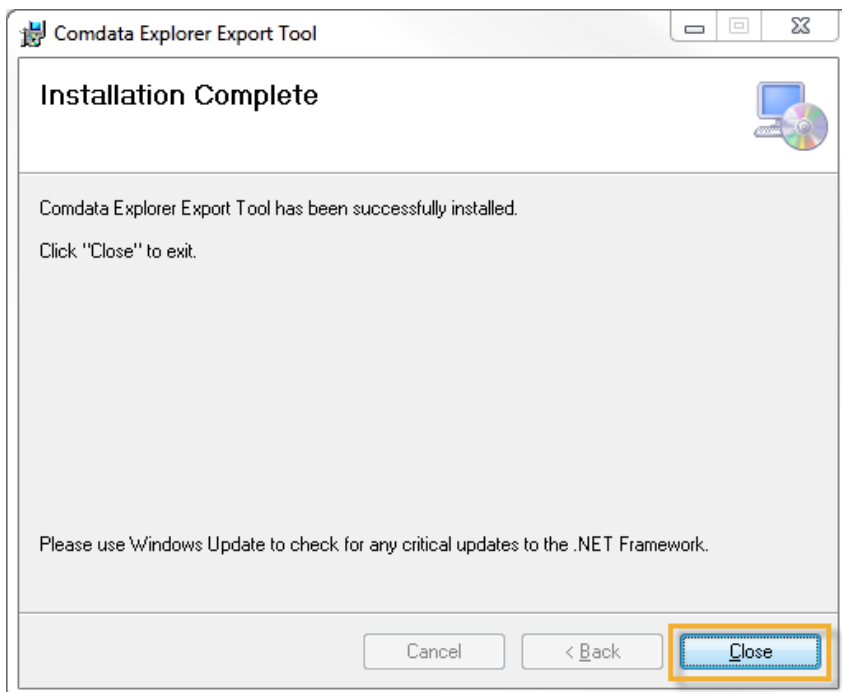 Comdata Explorer Export Tool
Installation Complete
Comdata Explorer Export Tool has been successfully installed.
Click "Close" to exit.
Please use Windows Update to check for any critical updates to the .NET Framework.
Cancel
< Back
Close